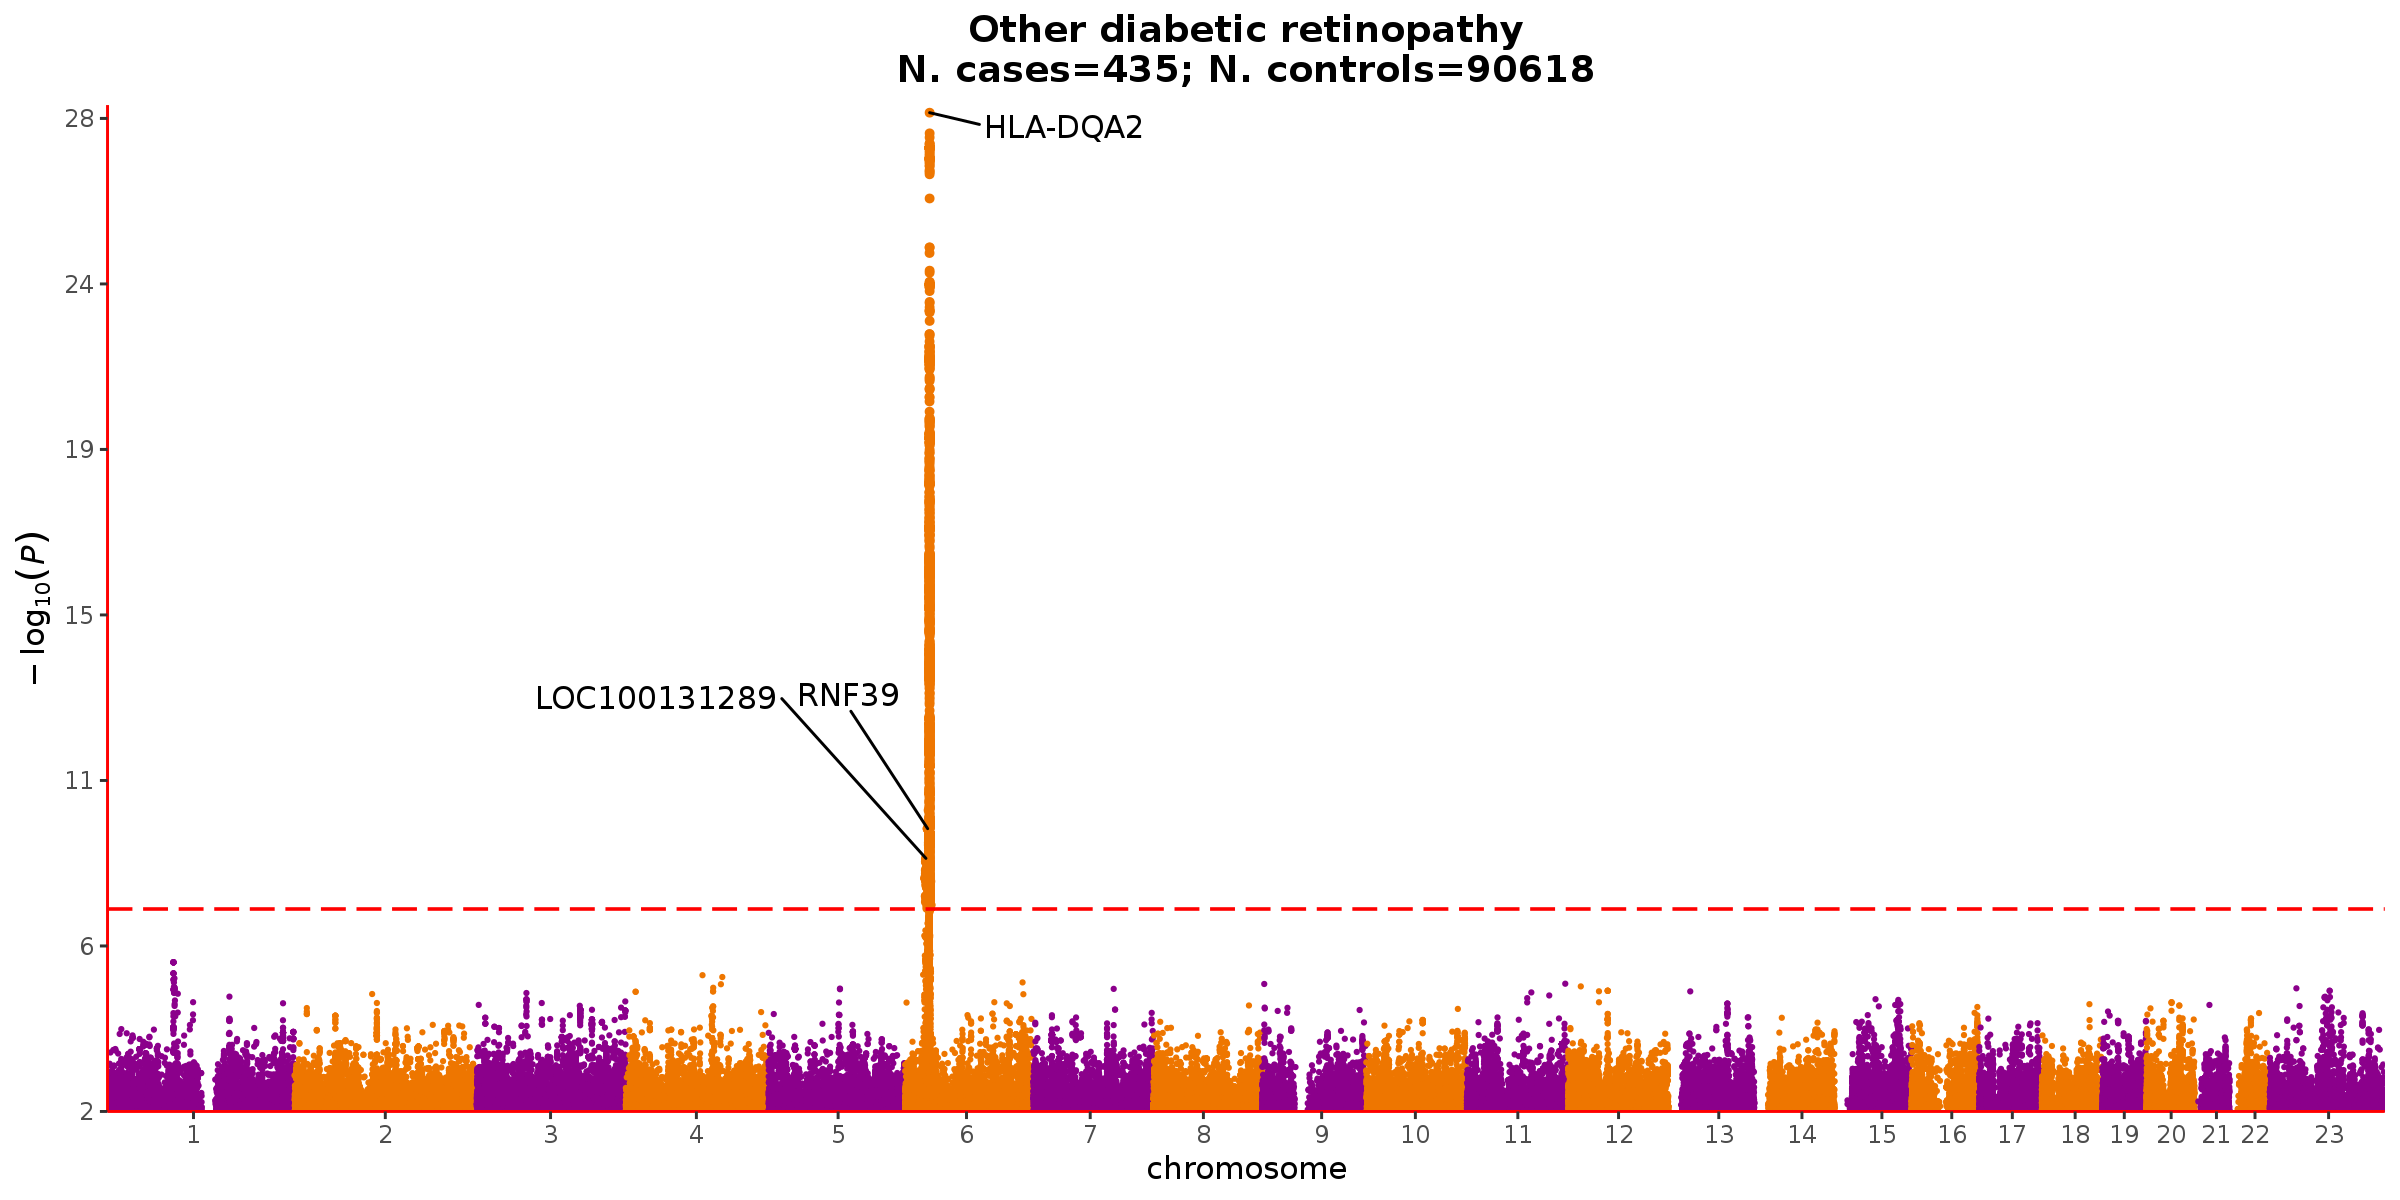 Other diabetic retinopathy
N. cases=435; N. controls=90618
28
HLA-DQA2
24
19
−log₁₀(P)
15
LOC100131289 RNF39
11
6
2
1 2 3 4 5 6 7 8 9 10 11 12 13 14 15 16 17 18 19 20 21 22 23
chromosome